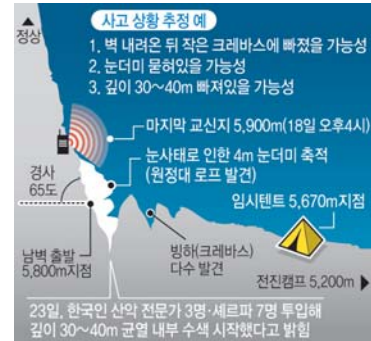 정상
사고 상황 추정 예
1. 벽 내려온 뒤 작은 크레바스에 빠졌을 가능성
2. 눈더미 묻혀있을 가능성
3. 깊이 30~40m 빠져있을 가능성
마지막 교신지 5,900m(18일 오후4시)
눈사태로 인한 4m 눈더미 축적
(원정대 로프 발견)
경사
65도
임시텐트 5,670m지점
남벽 출발
5,800m지점
빙하(크레바스)
다수 발견
전진캠프 5,200m
23일, 한국인 산악 전문가 3명·셰르파 7명 투입해
깊이 30~40m 균열 내부 수색 시작했다고 밝힘